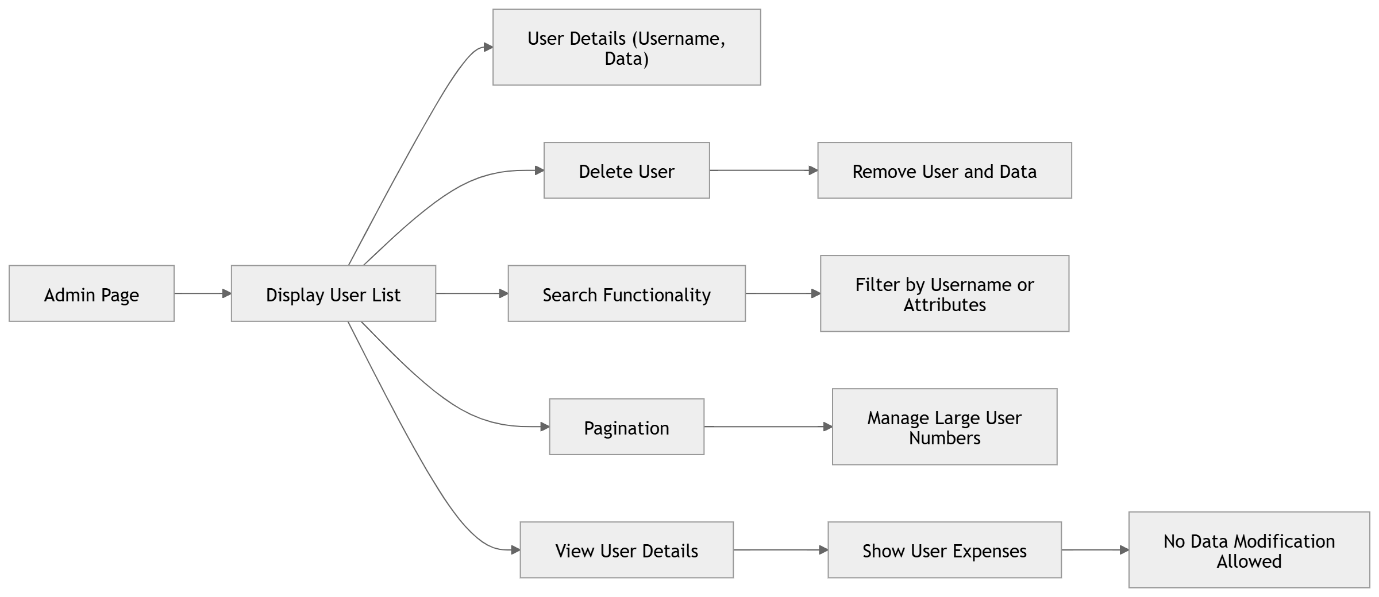 User Details (Username,
Data)
Delete User
Remove User and Data
Admin Page
Display User List
Search Functionality
Filter by Username or
Attributes
Pagination
Manage Large User
Numbers
View User Details
Show User Expenses
No Data Modification
Allowed